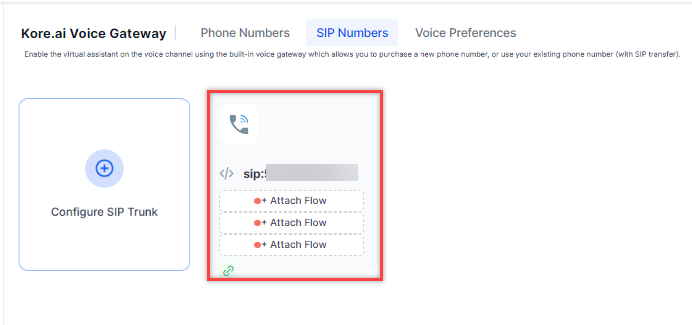 Kore.ai Voice Gateway
Phone Numbers
SIP Numbers
Voice Preferences
Enable the virtual assistant on the voice channel using the built-in voice gateway which allows you to purchase a new phone number, or use your existing phone number (with SIP transfer).
Configure SIP Trunk
</> sip:
+ Attach Flow
+ Attach Flow
+ Attach Flow